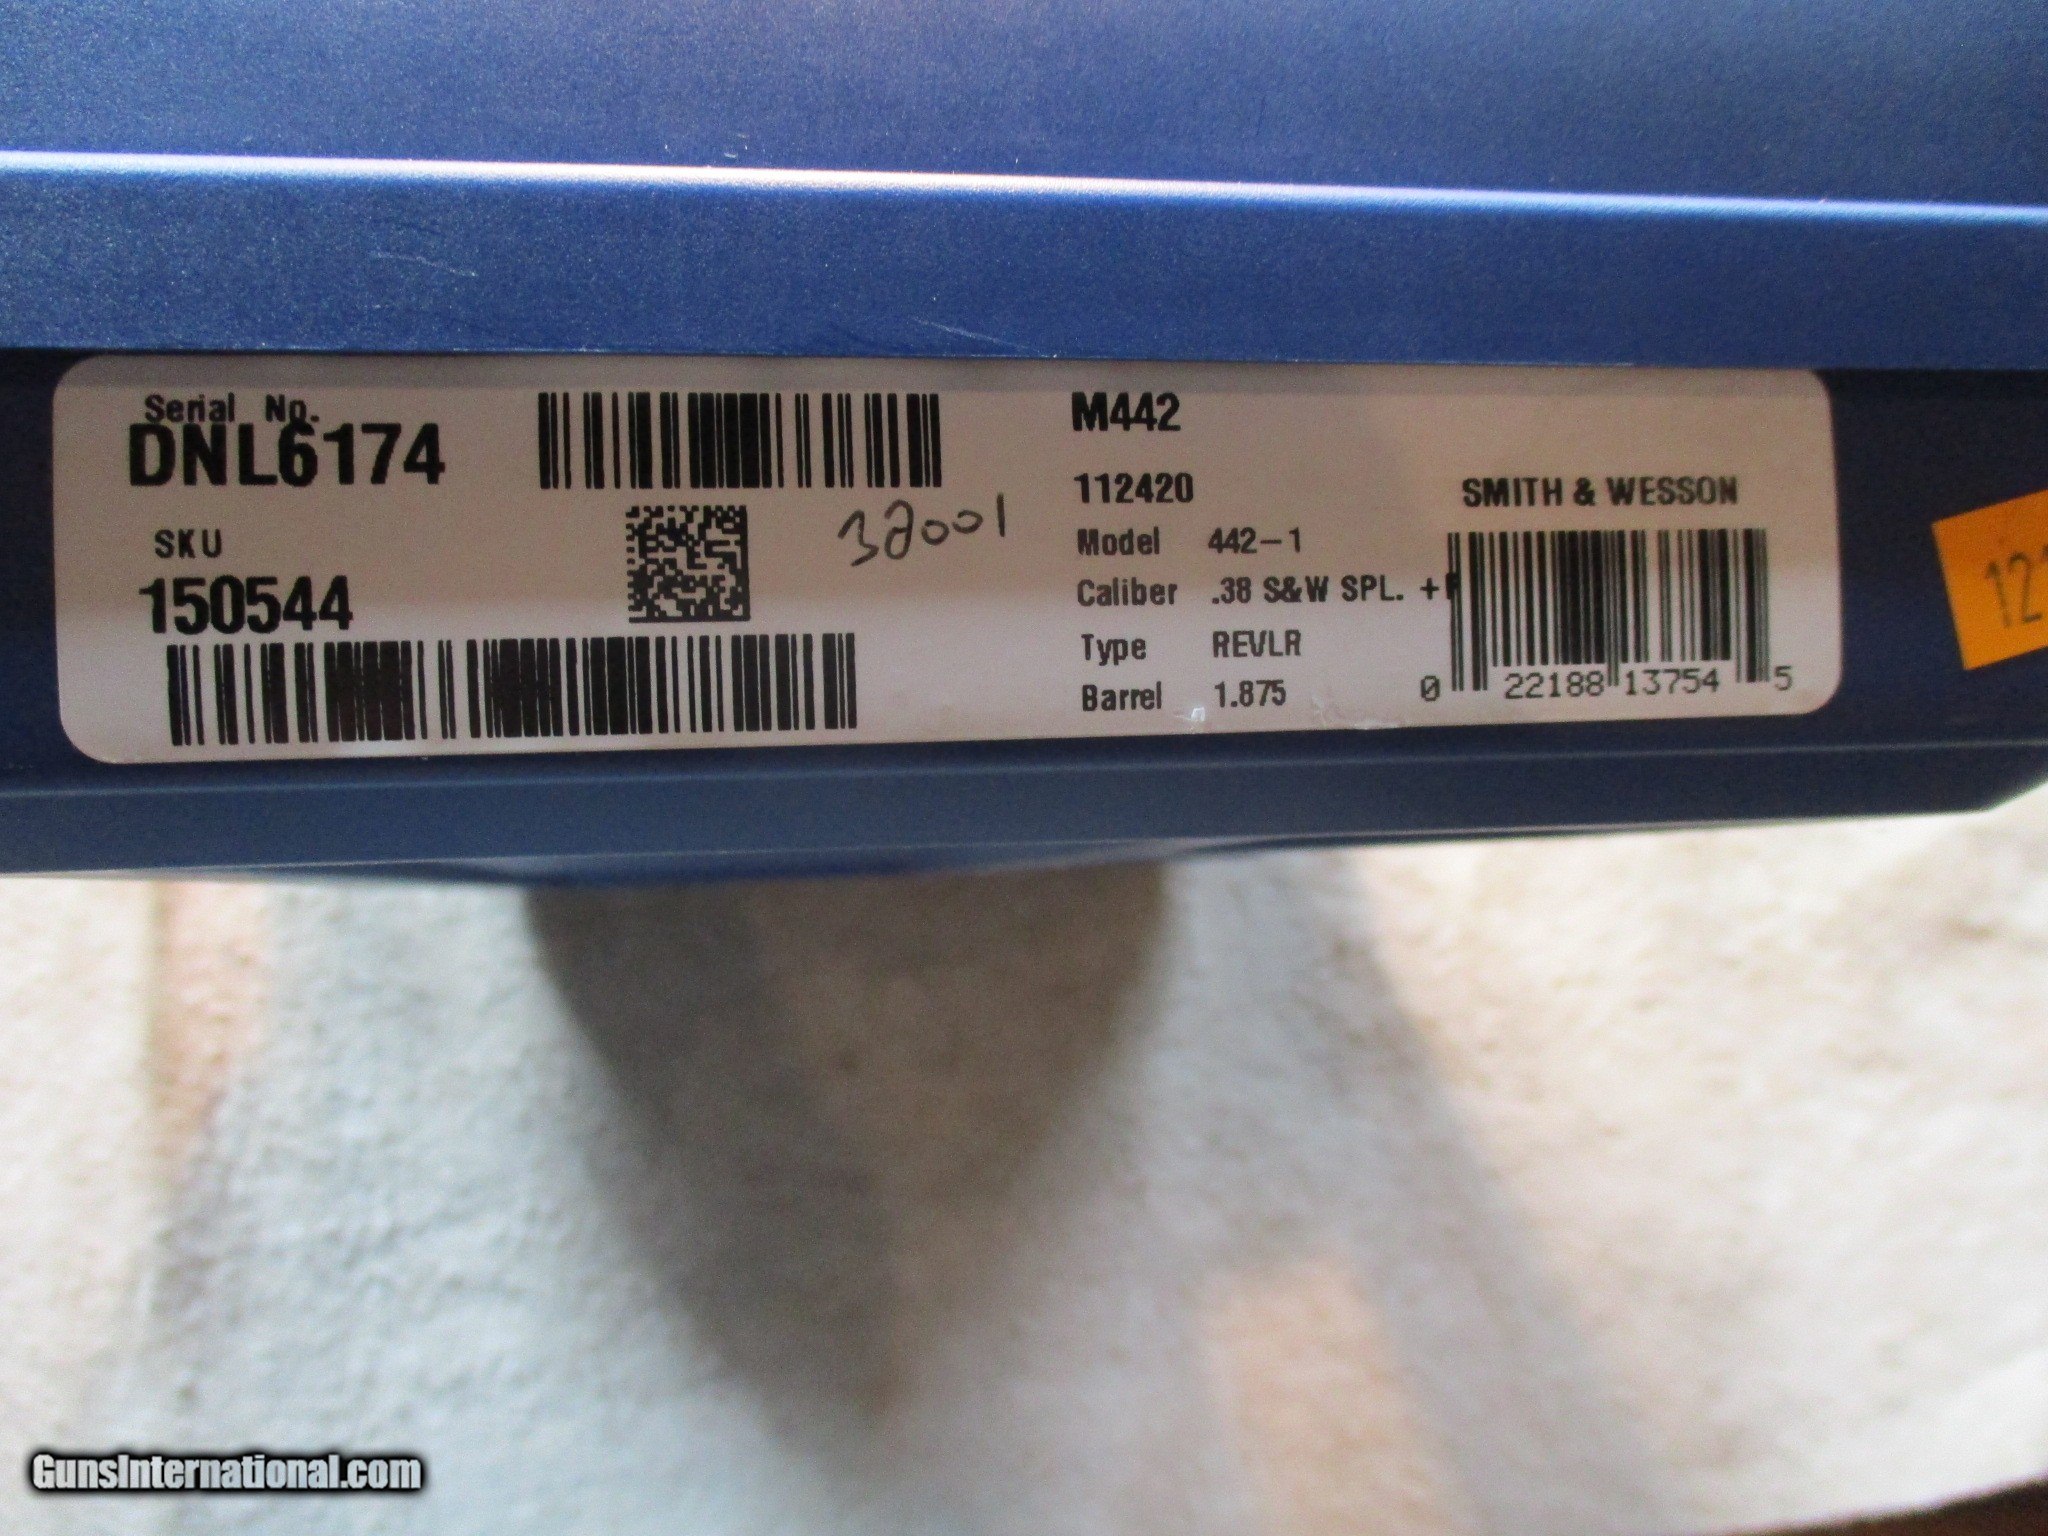 Serial No.
DNL6174
SKU
150544
32001
M442
112420
Model 442-1
Caliber .38 S&W SPL. +P
Type REVLR
Barrel 1.875
SMITH & WESSON
0 22188 13754 5
GunsInternational.com